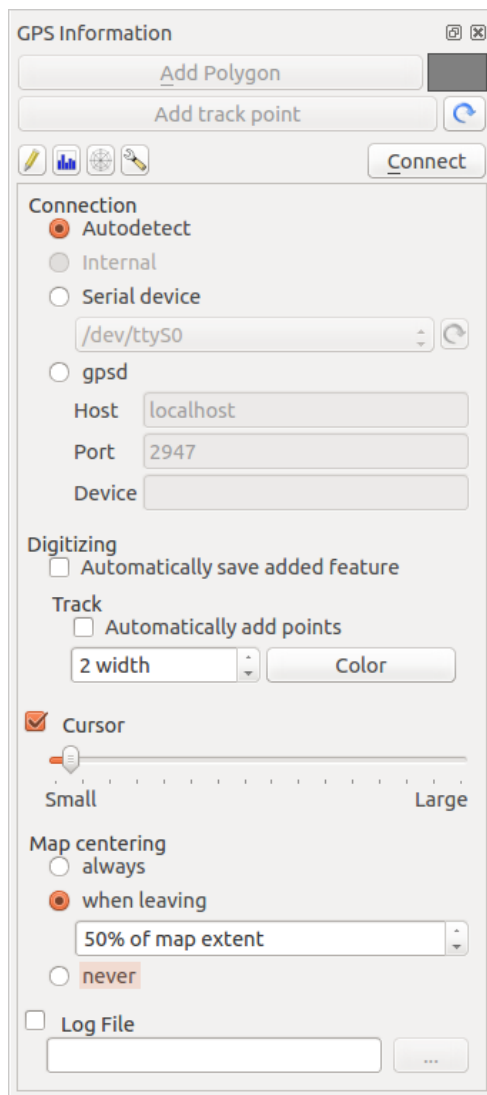 GPS Information
Add Polygon
Add track point
Connect
Connection
Autodetect
Internal
Serial device
/dev/ttyS0
gpsd
Host localhost
Port 2947
Device
Digitizing
Automatically save added feature
Track
Automatically add points
2 width Color
Cursor
Small Large
Map centering
always
when leaving
50% of map extent
never
Log File
...